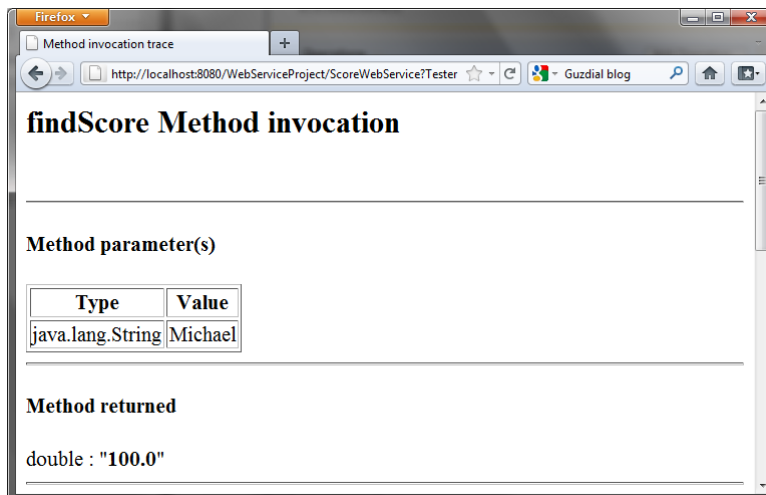 Firefox
Method invocation trace
http://localhost:8080/WebServiceProject/ScoreWebService?Tester
Guzdial blog
findScore Method invocation
Method parameter(s)
Type Value
java.lang.String Michael
Method returned
double : "100.0"